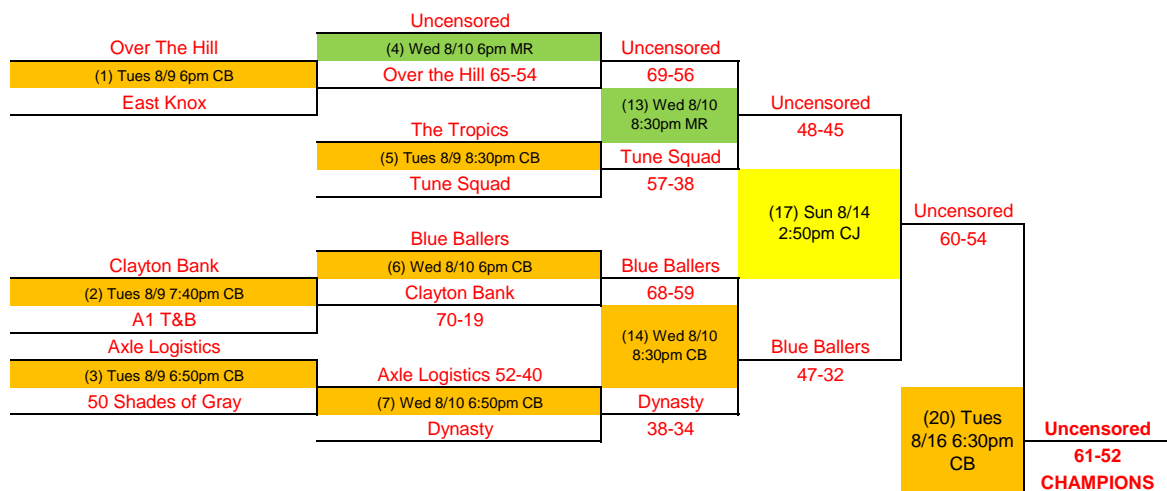 Uncensored
Over The Hill
(4) Wed 8/10 6pm MR
Uncensored
(1) Tues 8/9 6pm CB
Over the Hill 65-54
69-56
East Knox
(13) Wed 8/10
8:30pm MR
Uncensored
The Tropics
48-45
(5) Tues 8/9 8:30pm CB
Tune Squad
Tune Squad
57-38
(17) Sun 8/14
2:50pm CJ
Uncensored
60-54
Blue Ballers
Clayton Bank
(6) Wed 8/10 6pm CB
Blue Ballers
(2) Tues 8/9 7:40pm CB
Clayton Bank
68-59
A1 T&B
70-19
(14) Wed 8/10
8:30pm CB
Axle Logistics
Blue Ballers
(3) Tues 8/9 6:50pm CB
Axle Logistics 52-40
47-32
50 Shades of Gray
(7) Wed 8/10 6:50pm CB
Dynasty
Dynasty
38-34
(20) Tues
8/16 6:30pm
CB
Uncensored
61-52
CHAMPIONS